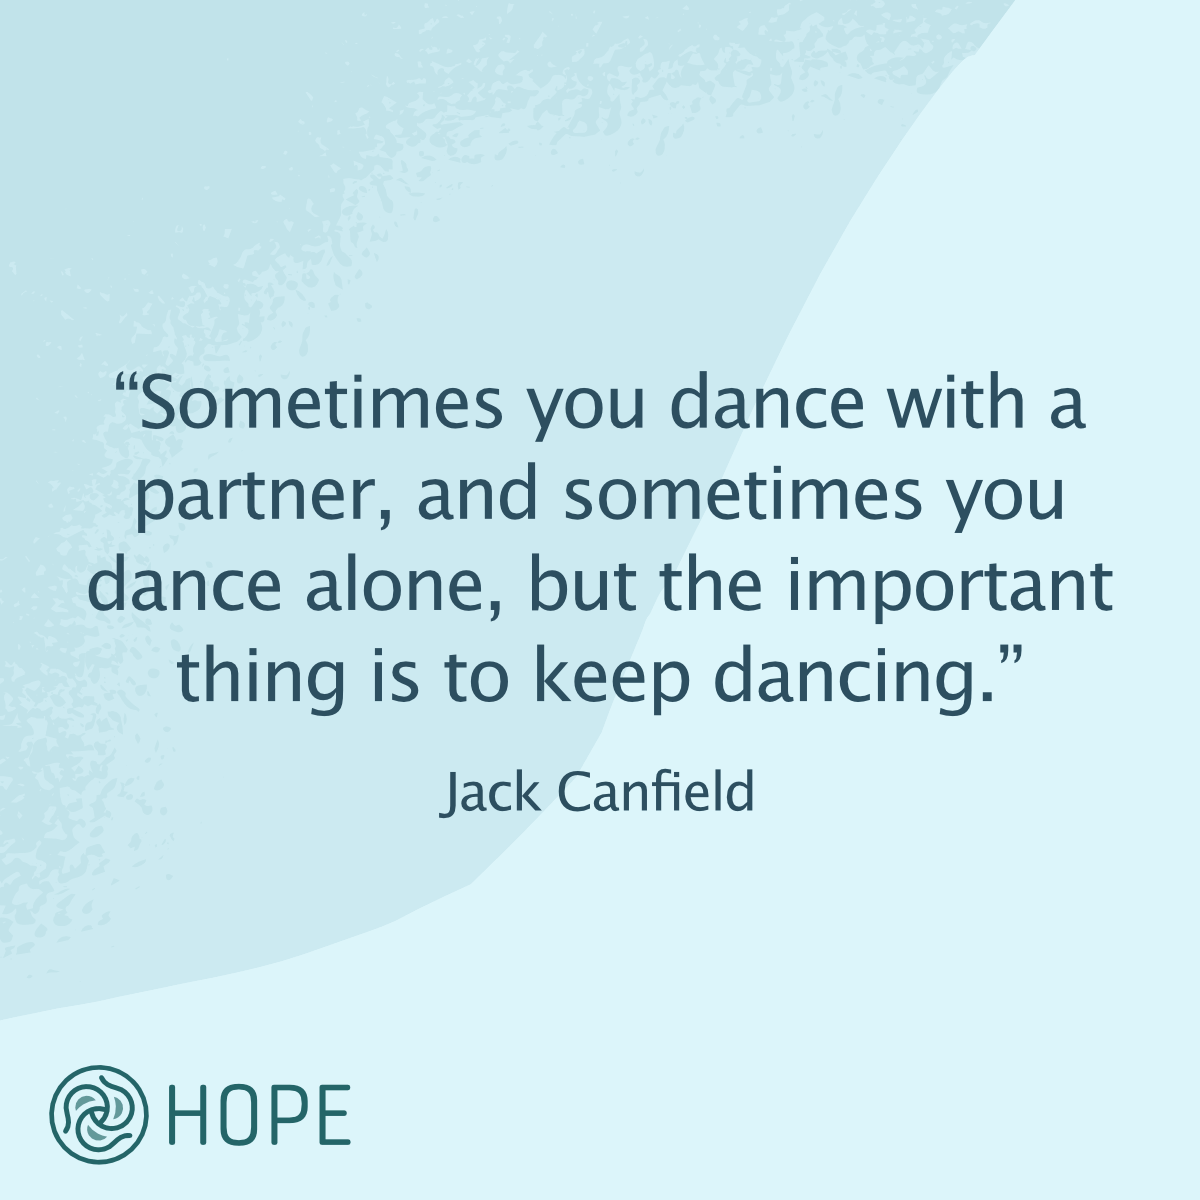 “Sometimes you dance with a
partner, and sometimes you
dance alone, but the important
thing is to keep dancing.”
Jack Canfield
HOPE